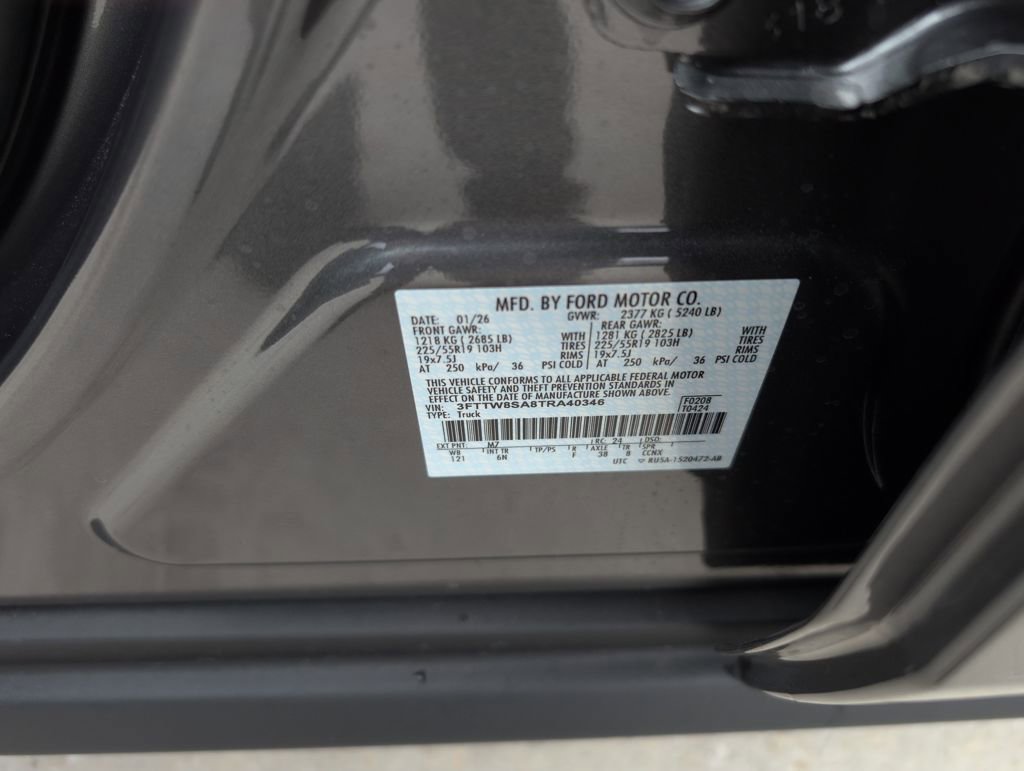 MFD. BY FORD MOTOR CO.
DATE: 01/26 GVWR: 2377 KG ( 5240 LB)
FRONT GAWR: REAR GAWR:
1218 KG ( 2685 LB) WITH 1281 KG ( 2825 LB) WITH
225/55R19 103H TIRES 225/55R19 103H TIRES
19x7.5J RIMS 19x7.5J RIMS
AT 250 kPa/ 36 PSI COLD AT 250 kPa/ 36 PSI COLD
THIS VEHICLE CONFORMS TO ALL APPLICABLE FEDERAL MOTOR
VEHICLE SAFETY AND THEFT PREVENTION STANDARDS IN
EFFECT ON THE DATE OF MANUFACTURE SHOWN ABOVE.
VIN: 3FTTW8SA8TRA40346 F0208
TYPE: Truck T0424
EXT PNT: M7 RC: 24 DSO:
WB INT TR TP/PS R AXLE TR SPR
121 6N 38 8 CCNX
UTC RU5A-1520472-AB